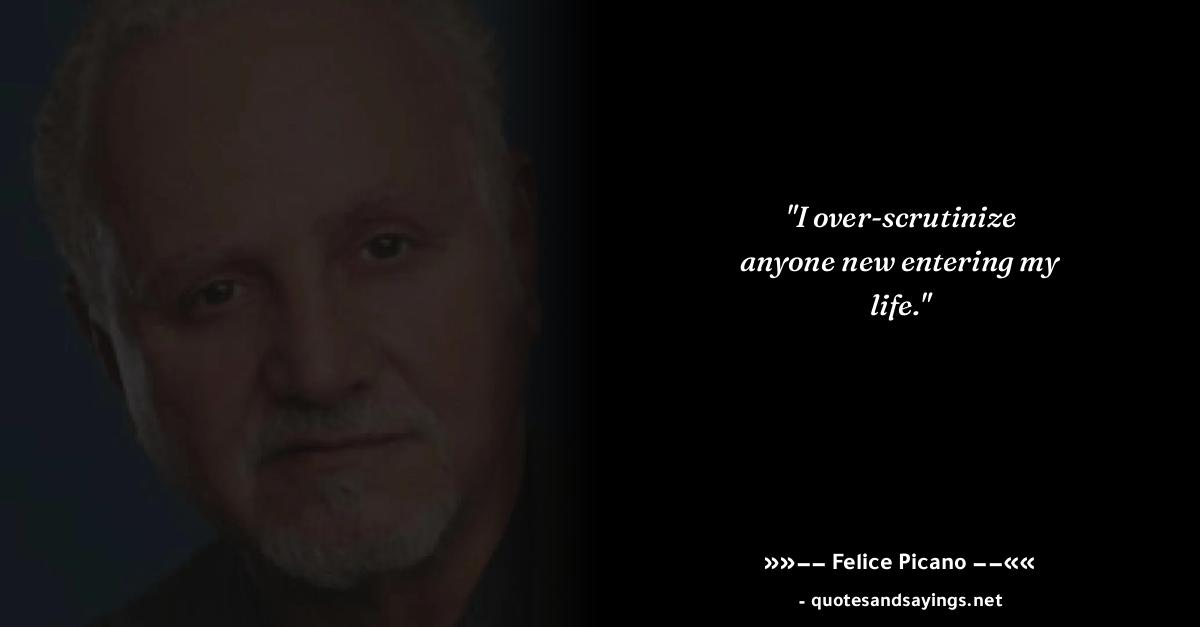 "I over-scrutinize
anyone new entering my
life."
»»−− Felice Picano −−««
- quotesandsayings.net